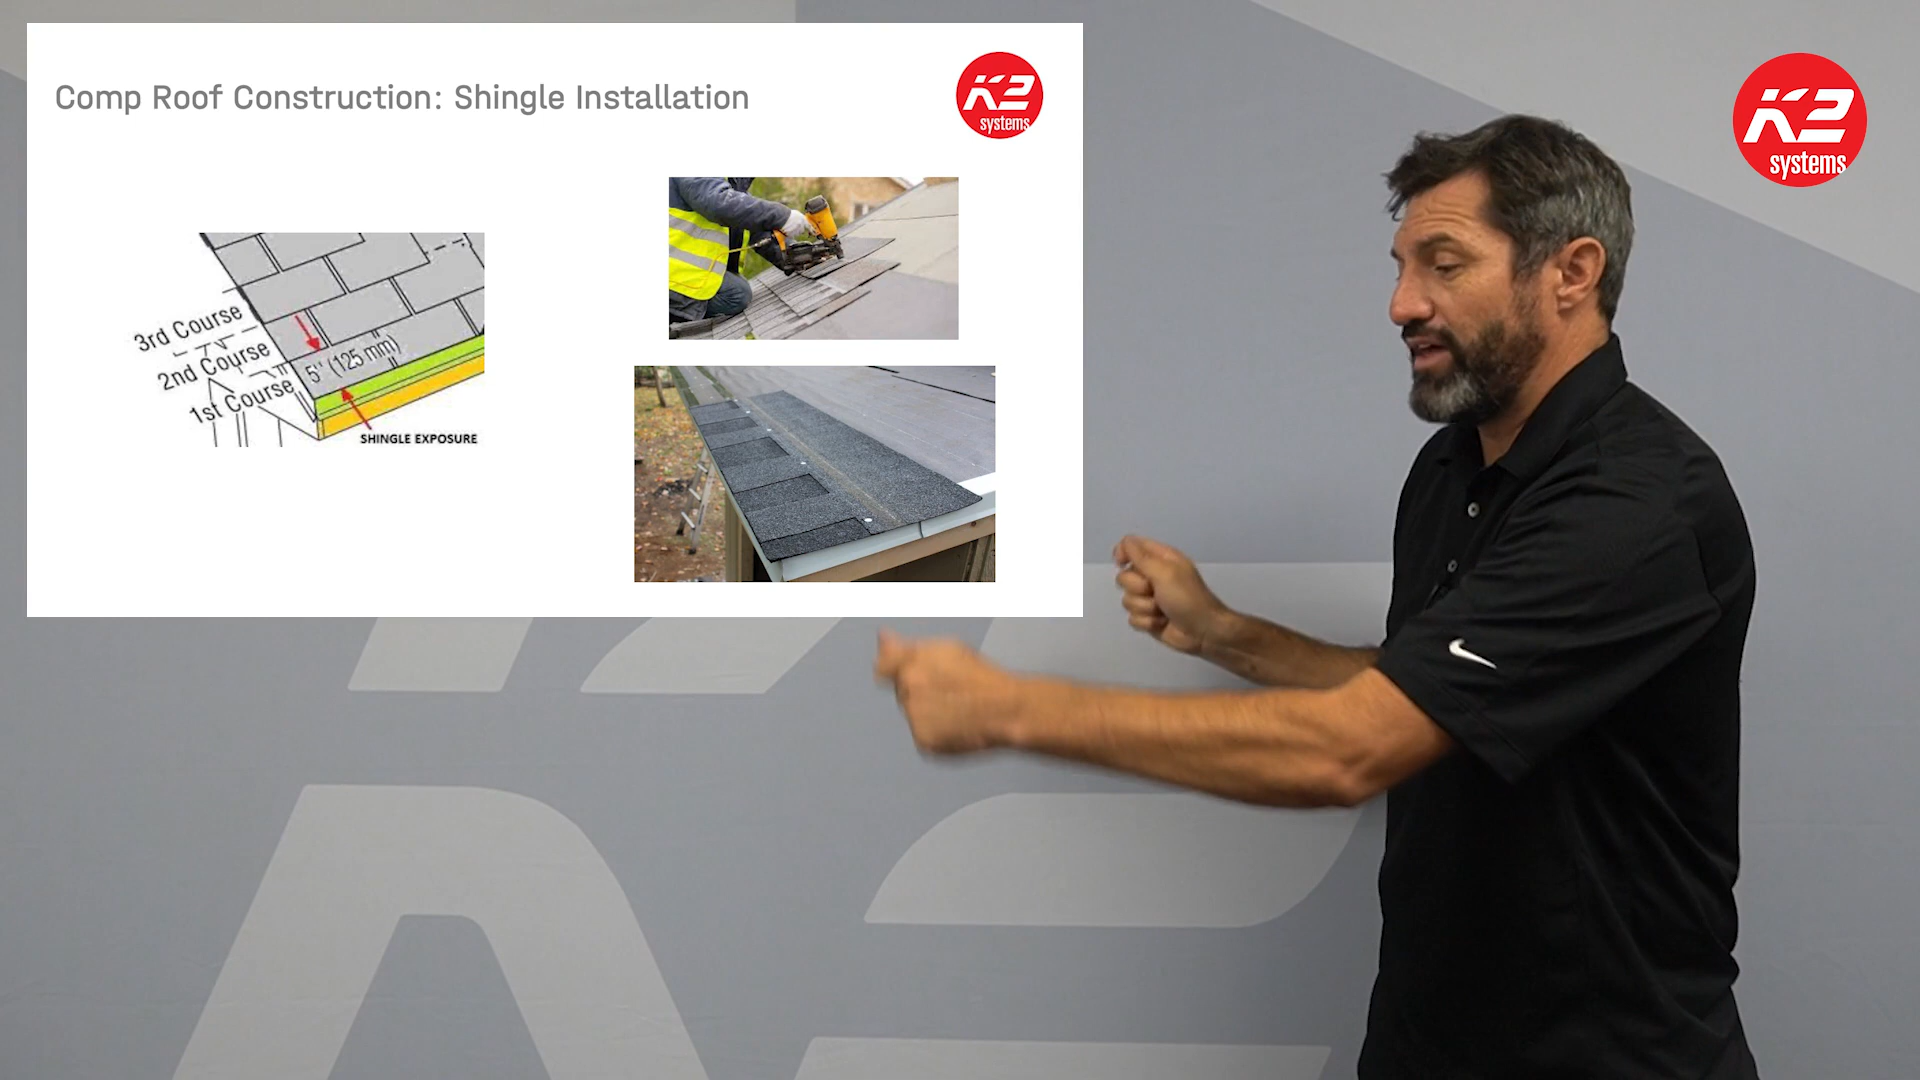 Comp Roof Construction: Shingle Installation
K2
systems
K2
systems
3rd Course
2nd Course
1st Course
5" (125 mm)
SHINGLE EXPOSURE